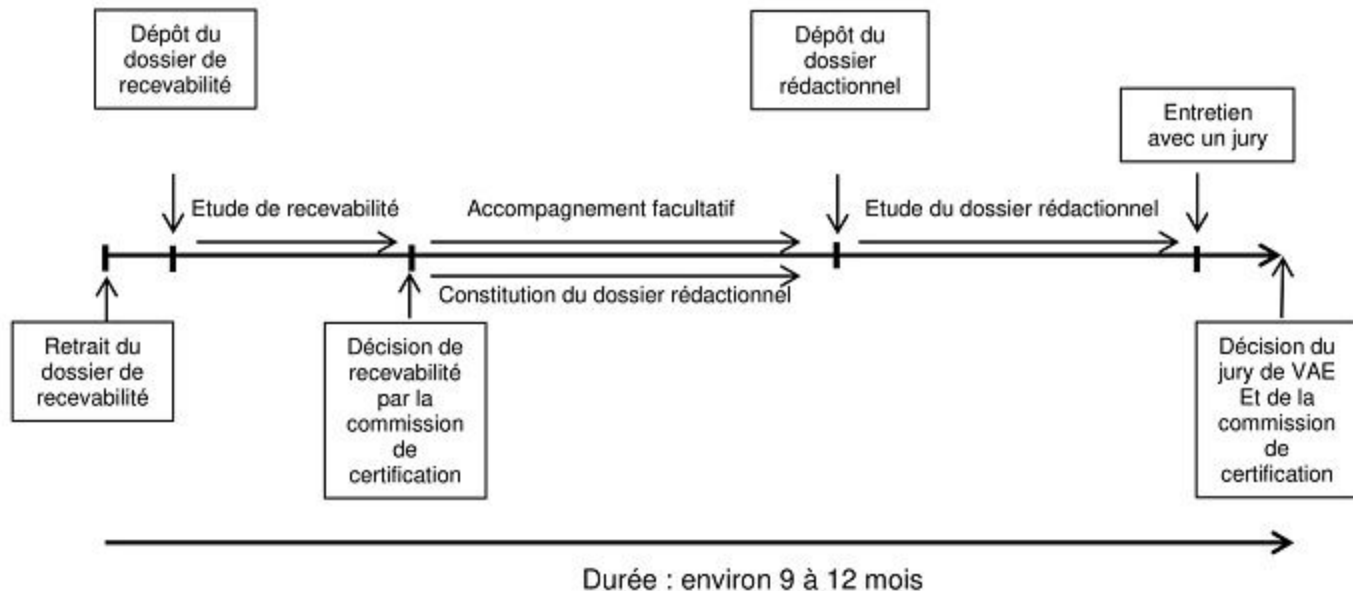 Dépôt du
dossier de
recevabilité
Dépôt du
dossier
rédactionnel
Entretien
avec un jury
Etude de recevabilité
Accompagnement facultatif
Etude du dossier rédactionnel
Constitution du dossier rédactionnel
Retrait du
dossier de
recevabilité
Décision de
recevabilité
par la
commission
de
certification
Décision du
jury de VAE
Et de la
commission
de
certification
Durée : environ 9 à 12 mois